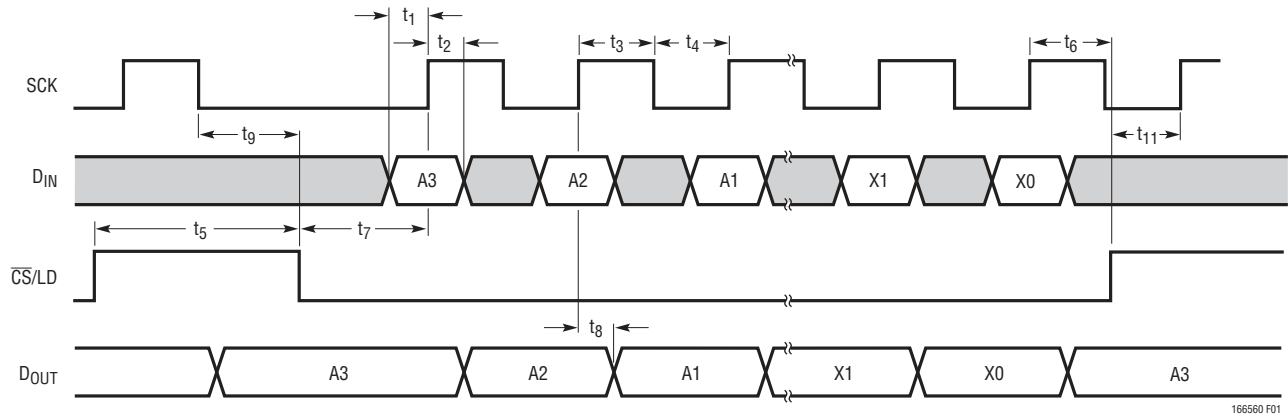 t1
t2 t3 t4 t6
SCK
t9 t11
DIN A3 A2 A1 X1 X0
t5 t7
CS/LD
t8
DOUT A3 A2 A1 X1 X0 A3
166560 F01